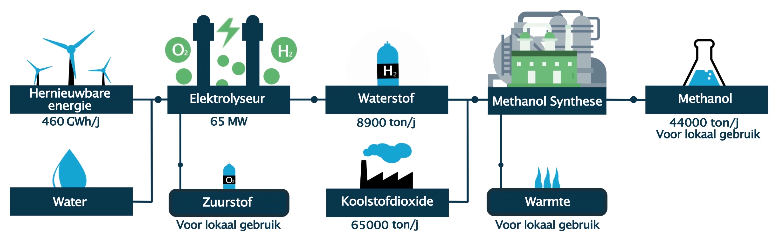 O₂
H₂
H₂
Hernieuwbare
energie
460 GWh/j
Elektrolyseur
65 MW
Waterstof
8900 ton/j
Methanol Synthese
Methanol
44000 ton/j
Voor lokaal gebruik
Water
O₂
Zuurstof
Voor lokaal gebruik
Koolstofdioxide
65000 ton/j
Warmte
Voor lokaal gebruik